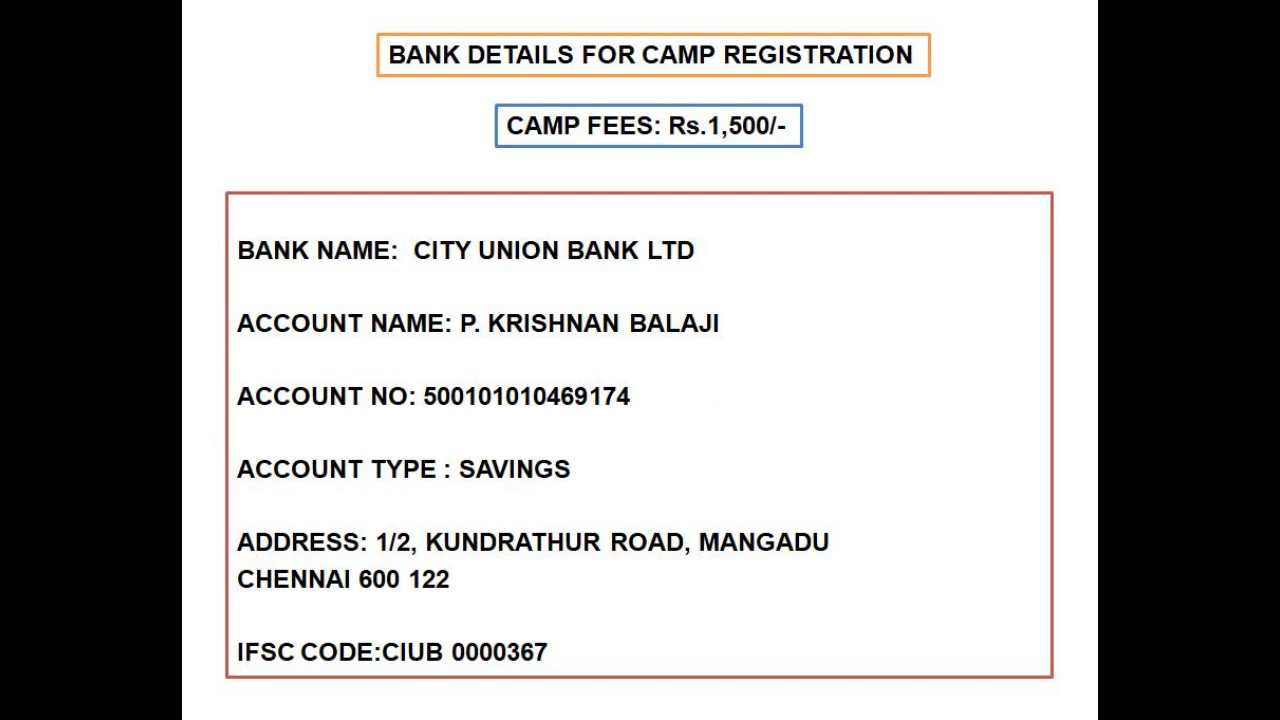 BANK DETAILS FOR CAMP REGISTRATION
CAMP FEES: Rs.1,500/-
BANK NAME:  CITY UNION BANK LTD
ACCOUNT NAME: P. KRISHNAN BALAJI
ACCOUNT NO: 500101010469174
ACCOUNT TYPE : SAVINGS
ADDRESS: 1/2, KUNDRATHUR ROAD, MANGADU
CHENNAI 600 122
IFSC CODE:CIUB 0000367